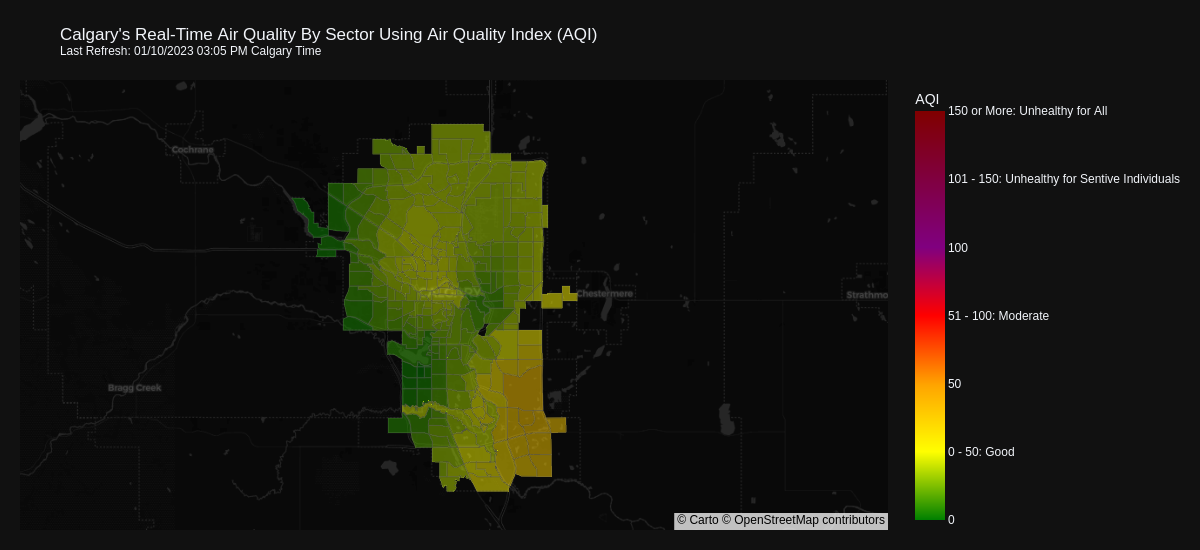 Calgary's Real-Time Air Quality By Sector Using Air Quality Index (AQI)
Last Refresh: 01/10/2023 03:05 PM Calgary Time
AQI
150 or More: Unhealthy for All
101 - 150: Unhealthy for Sentive Individuals
100
51 - 100: Moderate
50
0 - 50: Good
0
Cochrane
CALGARY
Chestermere
Strathmo
Bragg Creek
© Carto © OpenStreetMap contributors